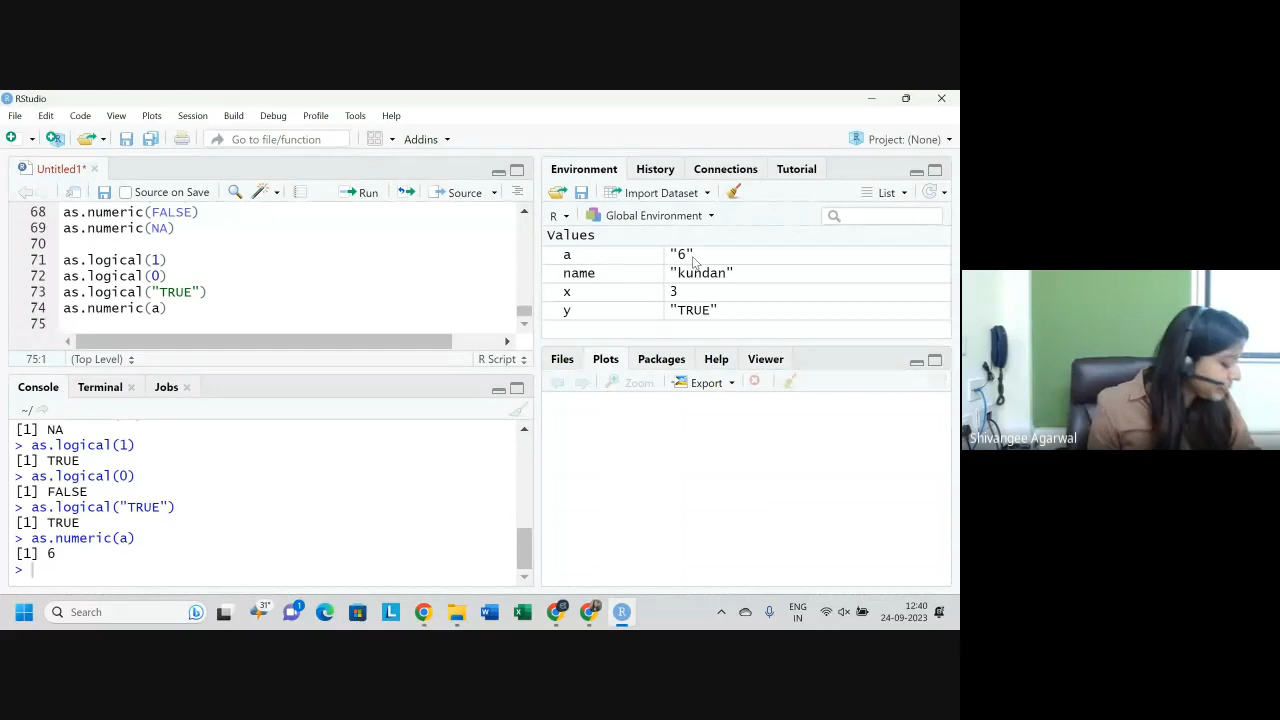 RStudio
File Edit Code View Plots Session Build Debug Profile Tools Help
Go to file/function Addins Project: (None)
Untitled1*
Source on Save Run Source
68 as.numeric(FALSE)
69 as.numeric(NA)
70
71 as.logical(1)
72 as.logical(0)
73 as.logical("TRUE")
74 as.numeric(a)
75
75:1 (Top Level) R Script
Console Terminal Jobs
~/
[1] NA
> as.logical(1)
[1] TRUE
> as.logical(0)
[1] FALSE
> as.logical("TRUE")
[1] TRUE
> as.numeric(a)
[1] 6
>
Environment History Connections Tutorial
Import Dataset List
R Global Environment
Values
a "6"
name "kundan"
x 3
y "TRUE"
Files Plots Packages Help Viewer
Zoom Export
Shivangee Agarwal
Search 31° 1 L ENG 12:40
IN 24-09-2023